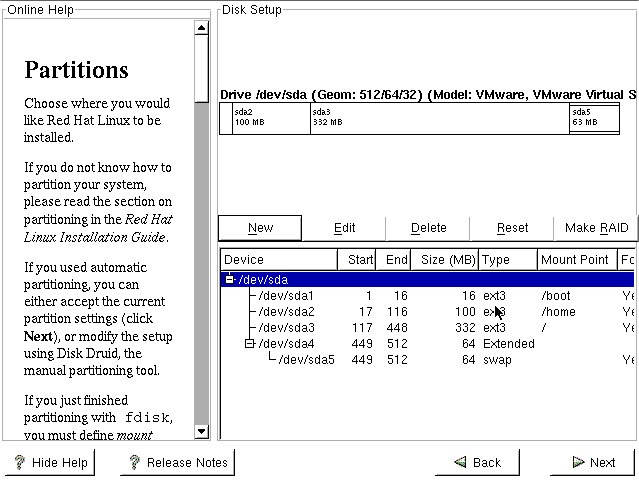 Online Help
Partitions
Choose where you would
like Red Hat Linux to be
installed.
If you do not know how to
partition your system,
please read the section on
partitioning in the Red Hat
Linux Installation Guide.
If you used automatic
partitioning, you can
either accept the current
partition settings (click
Next), or modify the setup
using Disk Druid, the
manual partitioning tool.
If you just finished
partitioning with fdisk,
you must define mount
Disk Setup
Drive /dev/sda (Geom: 512/64/32) (Model: VMware, VMware Virtual S
sda2 sda3 sda5
100 MB 332 MB 63 MB
New Edit Delete Reset Make RAID
Device Start End Size (MB) Type Mount Point Fo
/dev/sda
/dev/sda1 1 16 16 ext3 /boot Ye
/dev/sda2 17 116 100 ext3 /home Ye
/dev/sda3 117 448 332 ext3 / Ye
/dev/sda4 449 512 64 Extended
/dev/sda5 449 512 64 swap Ye
Hide Help Release Notes Back Next